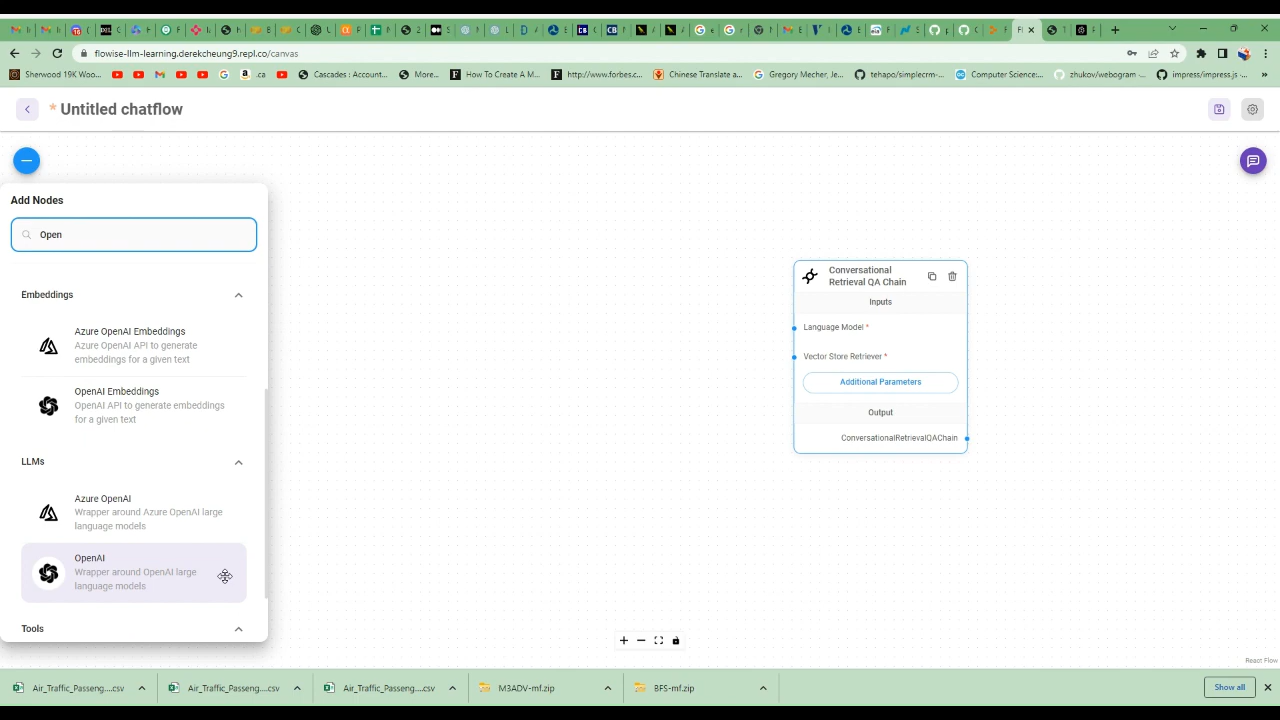 flowise-llm-learning.derekcheung9.repl.co/canvas
Sherwood 19K Woo...
.ca
Cascades : Account...
More...
How To Create A M...
http://www.forbes.c...
Chinese Translate a...
Gregory Mecher, Je...
tehapo/simplecrm-...
Computer Science:...
zhukov/webogram -...
impress/impress.js -...
* Untitled chatflow
Add Nodes
Open
Embeddings
Azure OpenAI Embeddings
Azure OpenAI API to generate
embeddings for a given text
OpenAI Embeddings
OpenAI API to generate embeddings
for a given text
LLMs
Azure OpenAI
Wrapper around Azure OpenAI large
language models
OpenAI
Wrapper around OpenAI large
language models
Tools
Conversational
Retrieval QA Chain
Inputs
Language Model *
Vector Store Retriever *
Additional Parameters
Output
ConversationalRetrievalQAChain
React Flow
Air_Traffic_Passeng....csv
Air_Traffic_Passeng....csv
Air_Traffic_Passeng....csv
M3ADV-mf.zip
BFS-mf.zip
Show all